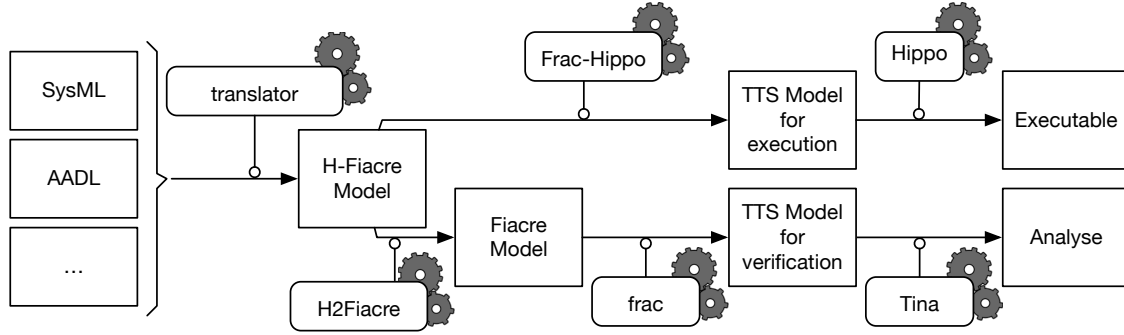 SysML
AADL
...
translator
H-Fiacre
Model
Frac-Hippo
TTS Model
for
execution
Hippo
Executable
H2Fiacre
Fiacre
Model
frac
TTS Model
for
verification
Tina
Analyse